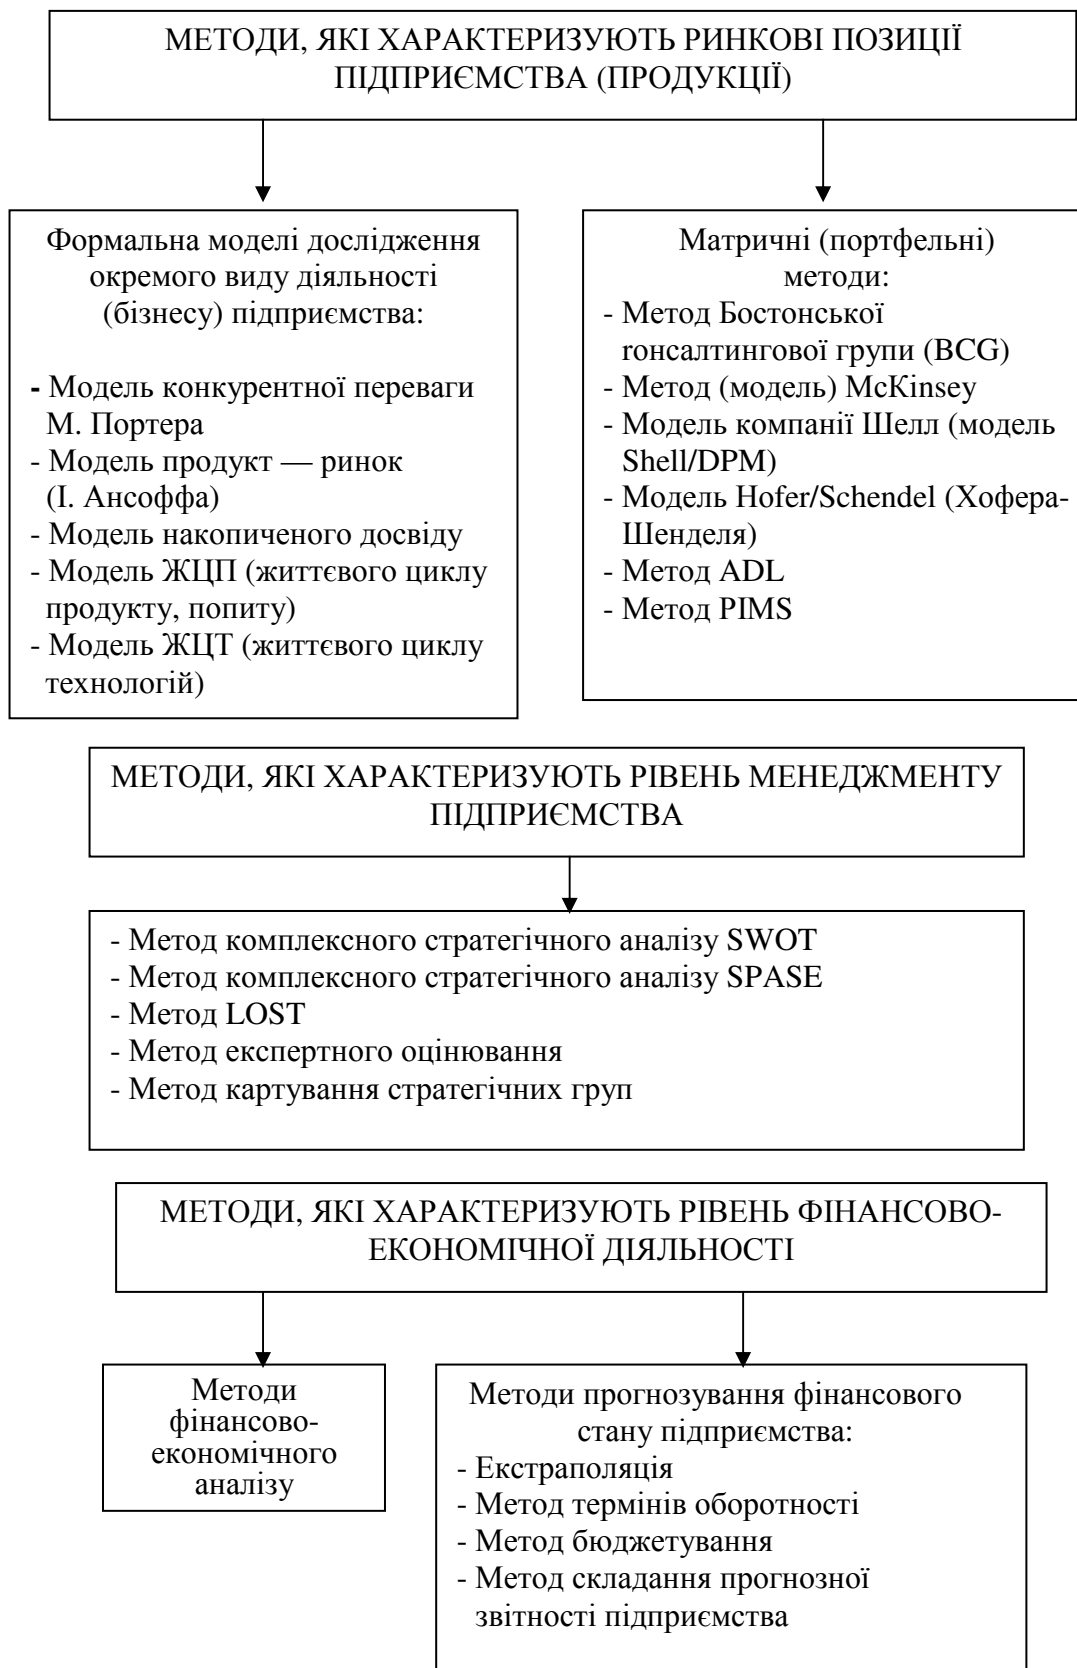 МЕТОДИ, ЯКІ ХАРАКТЕРИЗУЮТЬ РИНКОВІ ПОЗИЦІЇ
ПІДПРИЄМСТВА (ПРОДУКЦІЇ)
Формальна моделі дослідження
окремого виду діяльності
(бізнесу) підприємства:
- Модель конкурентної переваги
М. Портера
- Модель продукт — ринок
(І. Ансоффа)
- Модель накопиченого досвіду
- Модель ЖЦП (життєвого циклу
продукту, попиту)
- Модель ЖЦТ (життєвого циклу
технологій)
Матричні (портфельні)
методи:
- Метод Бостонської
гонсалтингової групи (BCG)
- Метод (модель) McKinsey
- Модель компанії Шелл (модель
Shell/DPM)
- Модель Hofer/Schendel (Хофера-
Шенделя)
- Метод ADL
- Метод PIMS
МЕТОДИ, ЯКІ ХАРАКТЕРИЗУЮТЬ РІВЕНЬ МЕНЕДЖМЕНТУ
ПІДПРИЄМСТВА
- Метод комплексного стратегічного аналізу SWOT
- Метод комплексного стратегічного аналізу SPASE
- Метод LOST
- Метод експертного оцінювання
- Метод картування стратегічних груп
МЕТОДИ, ЯКІ ХАРАКТЕРИЗУЮТЬ РІВЕНЬ ФІНАНСОВО-
ЕКОНОМІЧНОЇ ДІЯЛЬНОСТІ
Методи
фінансово-
економічного
аналізу
Методи прогнозування фінансового
стану підприємства:
- Екстраполяція
- Метод термінів оборотності
- Метод бюджетування
- Метод складання прогнозної
звітності підприємства